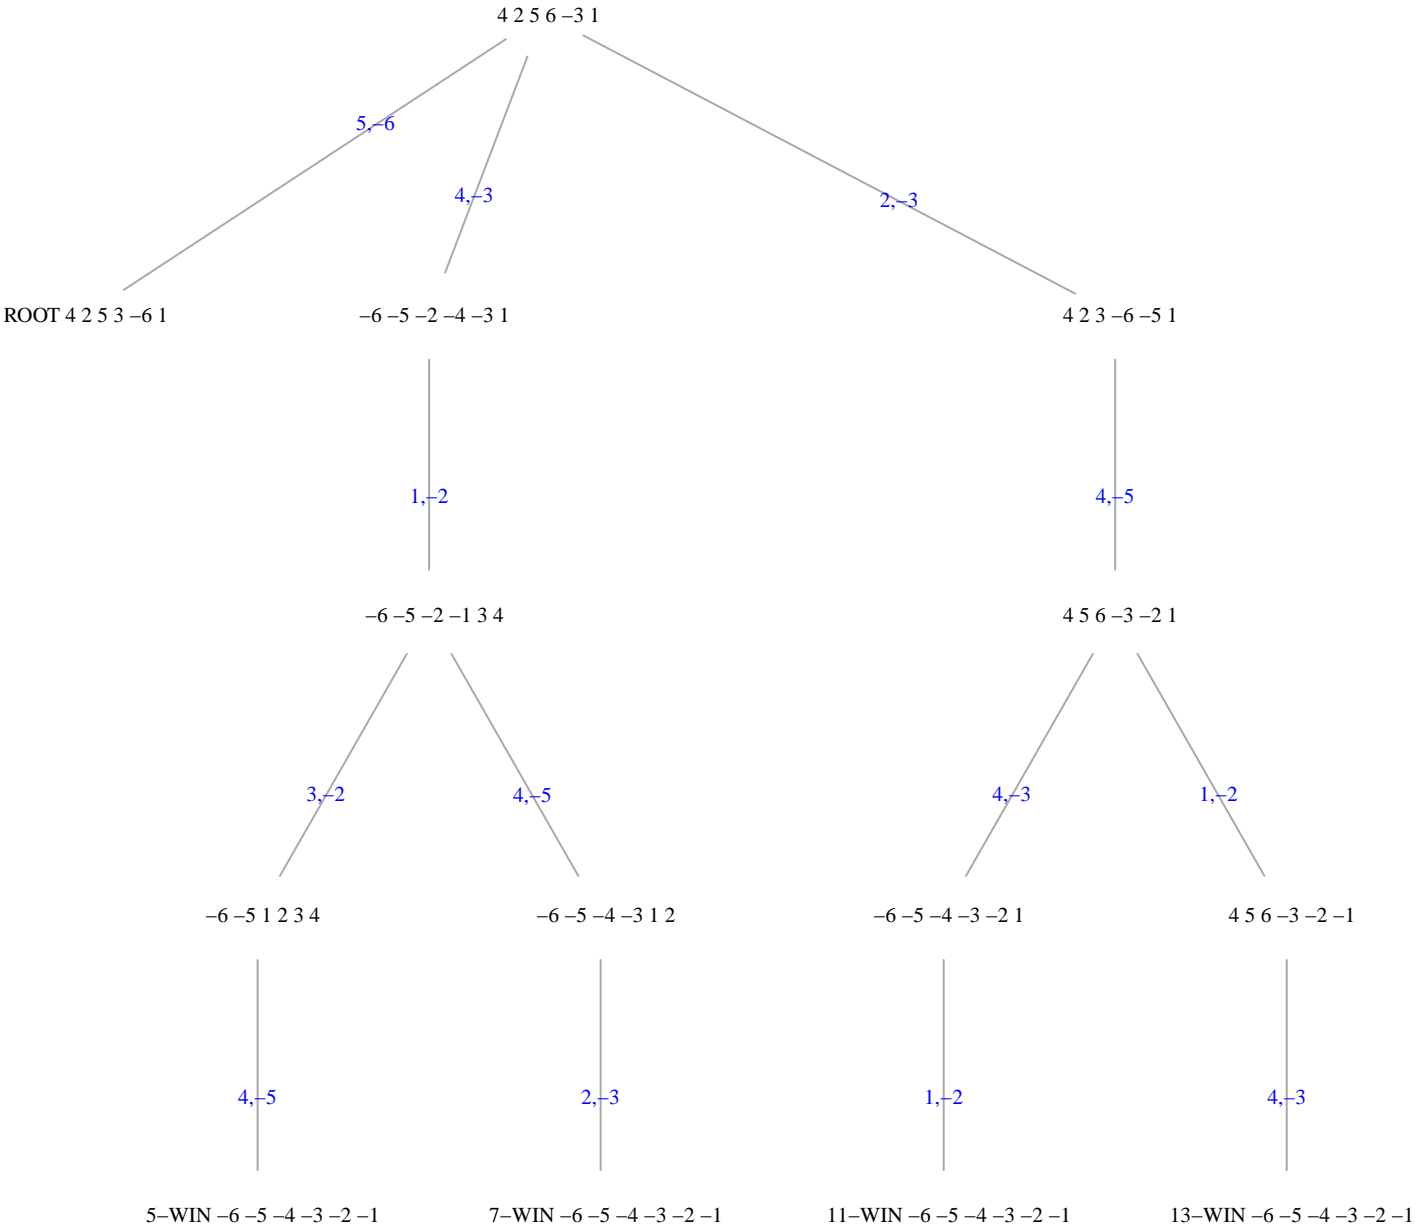 4 2 5 6 –3 1
5,–6
4,–3
2,–3
ROOT 4 2 5 3 –6 1
–6 –5 –2 –4 –3 1
4 2 3 –6 –5 1
1,–2
4,–5
–6 –5 –2 –1 3 4
4 5 6 –3 –2 1
3,–2
4,–5
4,–3
1,–2
–6 –5 1 2 3 4
–6 –5 –4 –3 1 2
–6 –5 –4 –3 –2 1
4 5 6 –3 –2 –1
4,–5
2,–3
1,–2
4,–3
5–WIN –6 –5 –4 –3 –2 –1
7–WIN –6 –5 –4 –3 –2 –1
11–WIN –6 –5 –4 –3 –2 –1
13–WIN –6 –5 –4 –3 –2 –1